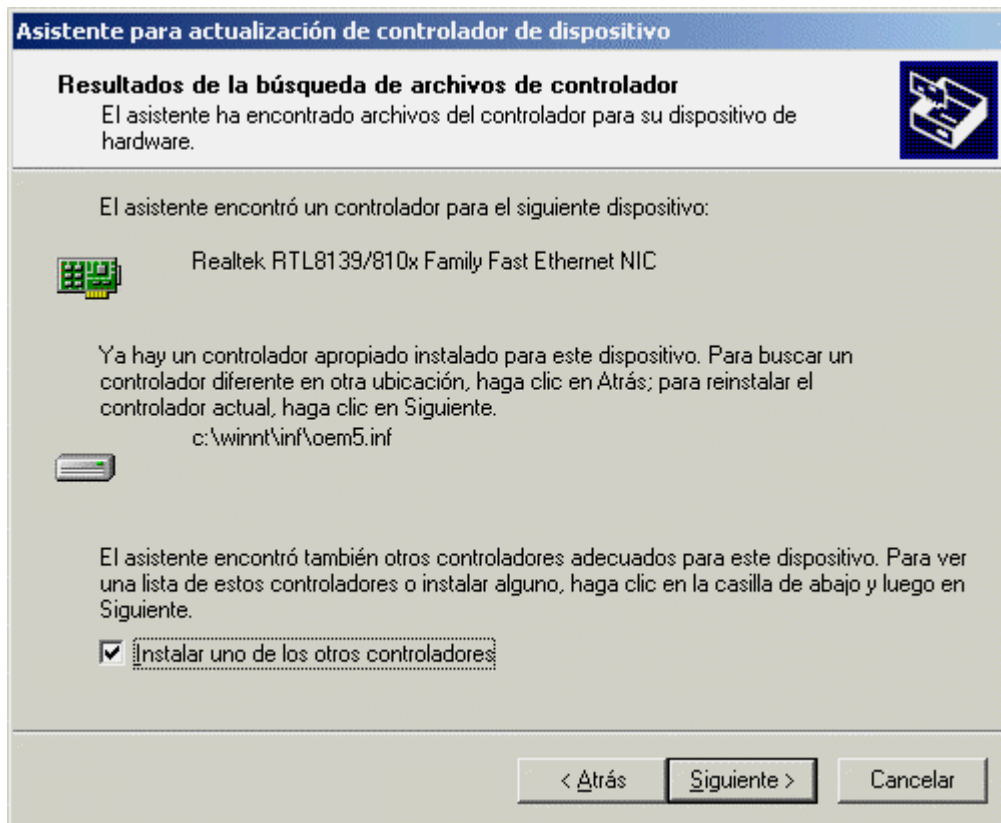 Asistente para actualización de controlador de dispositivo
Resultados de la búsqueda de archivos de controlador
El asistente ha encontrado archivos del controlador para su dispositivo de
hardware.
El asistente encontró un controlador para el siguiente dispositivo:
Realtek RTL8139/810x Family Fast Ethernet NIC
Ya hay un controlador apropiado instalado para este dispositivo. Para buscar un
controlador diferente en otra ubicación, haga clic en Atrás; para reinstalar el
controlador actual, haga clic en Siguiente.
c:\winnt\inf\oem5.inf
El asistente encontró también otros controladores adecuados para este dispositivo. Para ver
una lista de estos controladores o instalar alguno, haga clic en la casilla de abajo y luego en
Siguiente.
Instalar uno de los otros controladores
< Atrás
Siguiente >
Cancelar